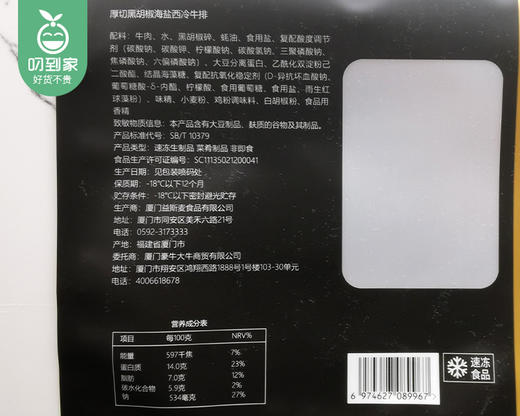 叨到家
好货不贵
厚切黑胡椒海盐西冷牛排
配料：牛肉、水、黑胡椒碎、蚝油、食用盐、复配酸度调节
剂（碳酸钠、碳酸钾、柠檬酸钠、碳酸氢钠、三聚磷酸钠、
焦磷酸钠、六偏磷酸钠）、大豆分离蛋白、乙酰化双淀粉己
二酸酯、结晶海藻糖、复配抗氧化稳定剂（D-异抗坏血酸钠、
葡萄糖酸-δ-内酯、柠檬酸、食用葡萄糖、食用盐、雨生红
球藻粉）、味精、小麦粉、鸡粉调味料、白胡椒粉、食品用
香精
致敏物质信息：本产品含有大豆制品、麸质的谷物及其制品。
产品标准代号：SB/T 10379
产品类型：速冻生制品 菜肴制品 非即食
食品生产许可证编号：SC11135021200041
生产日期：见包装喷码处
保质期：-18℃以下12个月
贮存条件：-18℃以下密封避光贮存
生产商：厦门益斯麦食品有限公司
地址：厦门市同安区美禾六路21号
电话：0592-3173333
产地：福建省厦门市
委托商：厦门豪牛大牛商贸有限公司
地址：厦门市翔安区鸿翔西路1888号1号楼103-30单元
电话：4006618678
营养成分表
项目 每100克 NRV%
能量 597千焦 7%
蛋白质 14.0克 23%
脂肪 7.0克 12%
碳水化合物 5.9克 2%
钠 534毫克 27%
6 974627 089967 >
速冻
食品